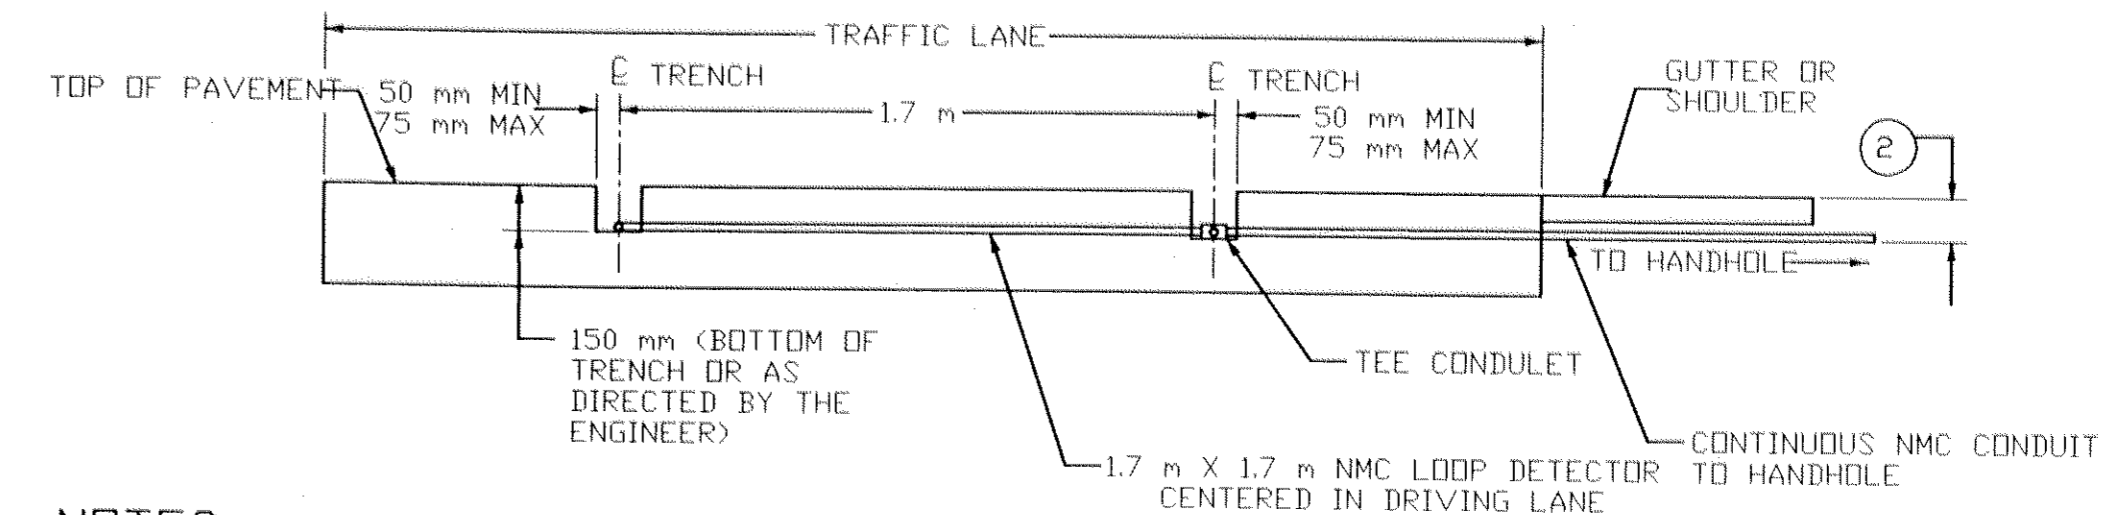 TRAFFIC LANE
TOP OF PAVEMENT
50 mm MIN
75 mm MAX
℄ TRENCH
1.7 m
℄ TRENCH
50 mm MIN
75 mm MAX
GUTTER OR
SHOULDER
2
TO HANDHOLE
150 mm (BOTTOM OF
TRENCH OR AS
DIRECTED BY THE
ENGINEER)
TEE CONDULET
1.7 m X 1.7 m NMC LOOP DETECTOR
CENTERED IN DRIVING LANE
CONTINUOUS NMC CONDUIT
TO HANDHOLE